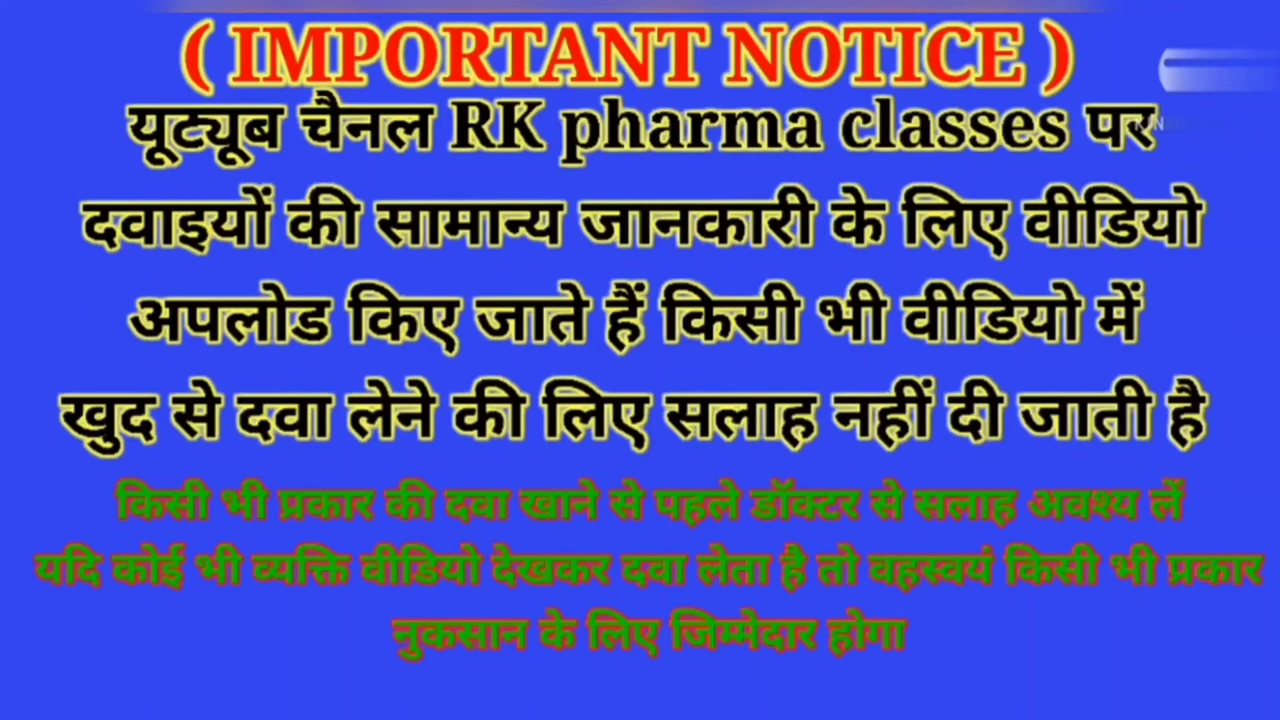 ( IMPORTANT NOTICE )
यूट्यूब चैनल RK pharma classes पर
दवाइयों की सामान्य जानकारी के लिए वीडियो
अपलोड किए जाते हैं किसी भी वीडियो में
खुद से दवा लेने की लिए सलाह नहीं दी जाती है
किसी भी प्रकार की दवा खाने से पहले डॉक्टर से सलाह अवश्य लें
यदि कोई भी व्यक्ति वीडियो देखकर दवा लेता है तो वहस्वयं किसी भी प्रकार
नुकसान के लिए जिम्मेदार होगा